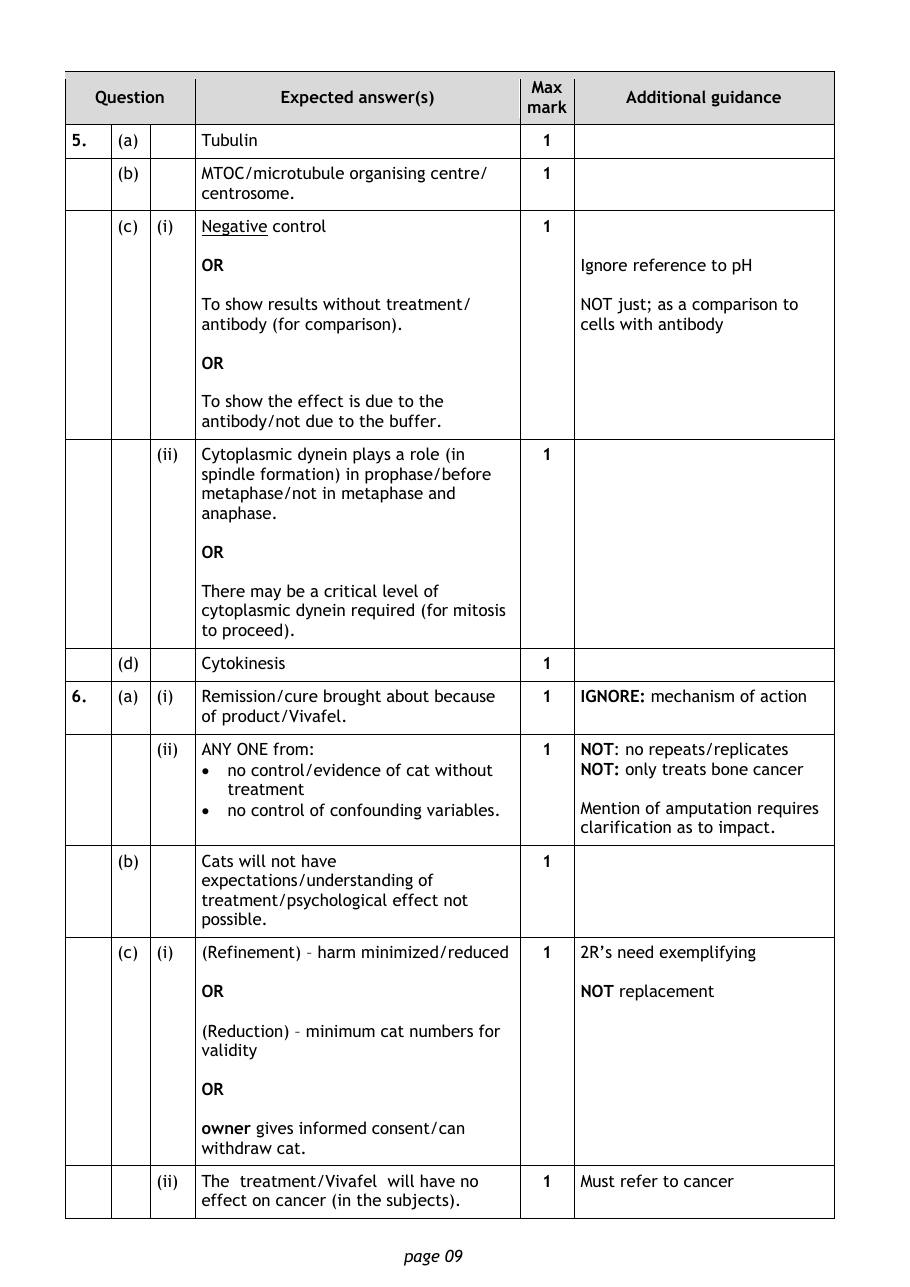 Question Expected answer(s) Max mark Additional guidance
5. (a) Tubulin 1
(b) MTOC/microtubule organising centre/ 1
centrosome.
(c) (i) Negative control 1
OR Ignore reference to pH
To show results without treatment/ NOT just; as a comparison to
antibody (for comparison). cells with antibody
OR
To show the effect is due to the
antibody/not due to the buffer.
(ii) Cytoplasmic dynein plays a role (in 1
spindle formation) in prophase/before
metaphase/not in metaphase and
anaphase.
OR
There may be a critical level of
cytoplasmic dynein required (for mitosis
to proceed).
(d) Cytokinesis 1
6. (a) (i) Remission/cure brought about because 1 IGNORE: mechanism of action
of product/Vivafel.
(ii) ANY ONE from: 1 NOT: no repeats/replicates
• no control/evidence of cat without NOT: only treats bone cancer
treatment
• no control of confounding variables. Mention of amputation requires
clarification as to impact.
(b) Cats will not have 1
expectations/understanding of
treatment/psychological effect not
possible.
(c) (i) (Refinement) – harm minimized/reduced 1 2R's need exemplifying
OR NOT replacement
(Reduction) – minimum cat numbers for
validity
OR
owner gives informed consent/can
withdraw cat.
(ii) The treatment/Vivafel will have no 1 Must refer to cancer
effect on cancer (in the subjects).
page 09